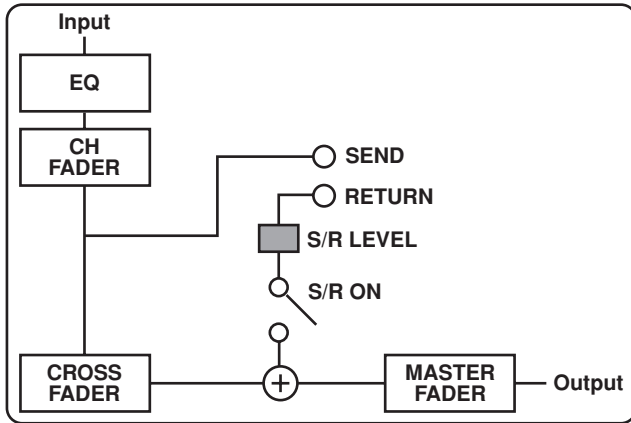 Input
EQ
CH
FADER
SEND
RETURN
S/R LEVEL
S/R ON
CROSS
FADER
+
MASTER
FADER
Output